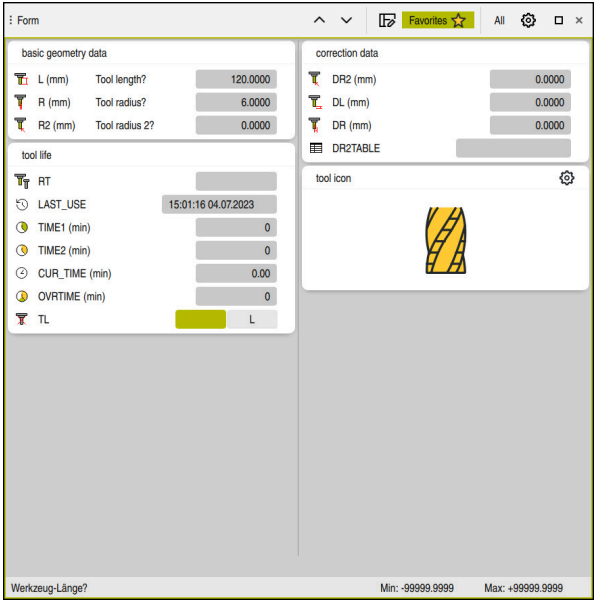 Form
Favorites
All
basic geometry data
L (mm) Tool length? 120.0000
R (mm) Tool radius? 6.0000
R2 (mm) Tool radius 2? 0.0000
tool life
RT
LAST_USE 15:01:16 04.07.2023
TIME1 (min) 0
TIME2 (min) 0
CUR_TIME (min) 0.00
OVRTIME (min) 0
TL L
correction data
DR2 (mm) 0.0000
DL (mm) 0.0000
DR (mm) 0.0000
DR2TABLE
tool icon
Werkzeug-Länge? Min: -99999.9999 Max: +99999.9999